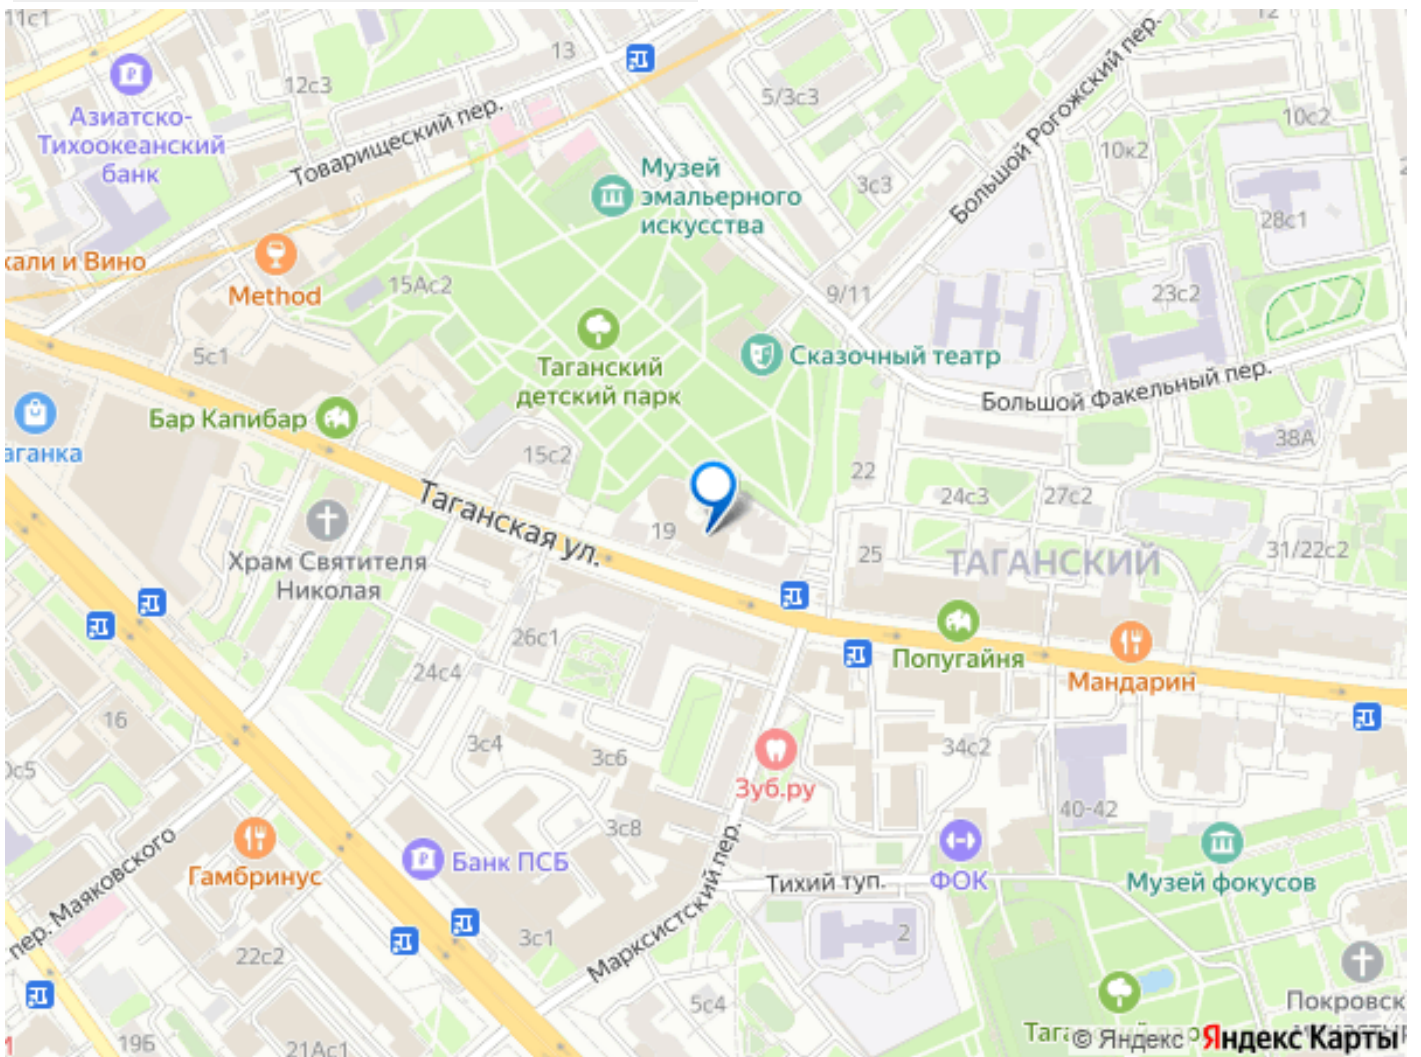 11с1
13
12
12с3
5/3с3
10с2
Азиатско-
Тихоокеанский
банк
Товарищеский пер.
Большой Рогожский пер.
10к2
Музей
эмальерного
искусства
3с3
28с1
кали и Вино
Method
15Ас2
9/11
23с2
5с1
Таганский
детский парк
Сказочный театр
Большой Факельный пер.
Бар Капибар
аганка
15с2
22
38А
24с3
27с2
Таганская ул.
19
25
ТАГАНСКИЙ
31/22с2
Храм Святителя
Николая
26с1
24с4
Попугайня
Мандарин
16
3с4
3с6
34с2
0с5
Зуб.ру
40-42
3с8
пер. Маяковского
Гамбринус
Банк ПСБ
Марксистский пер.
Тихий туп.
ФОК
Музей фокусов
3с1
2
22с2
5с4
Покровск
19Б
21Ас1
© Яндекс Яндекс Карты